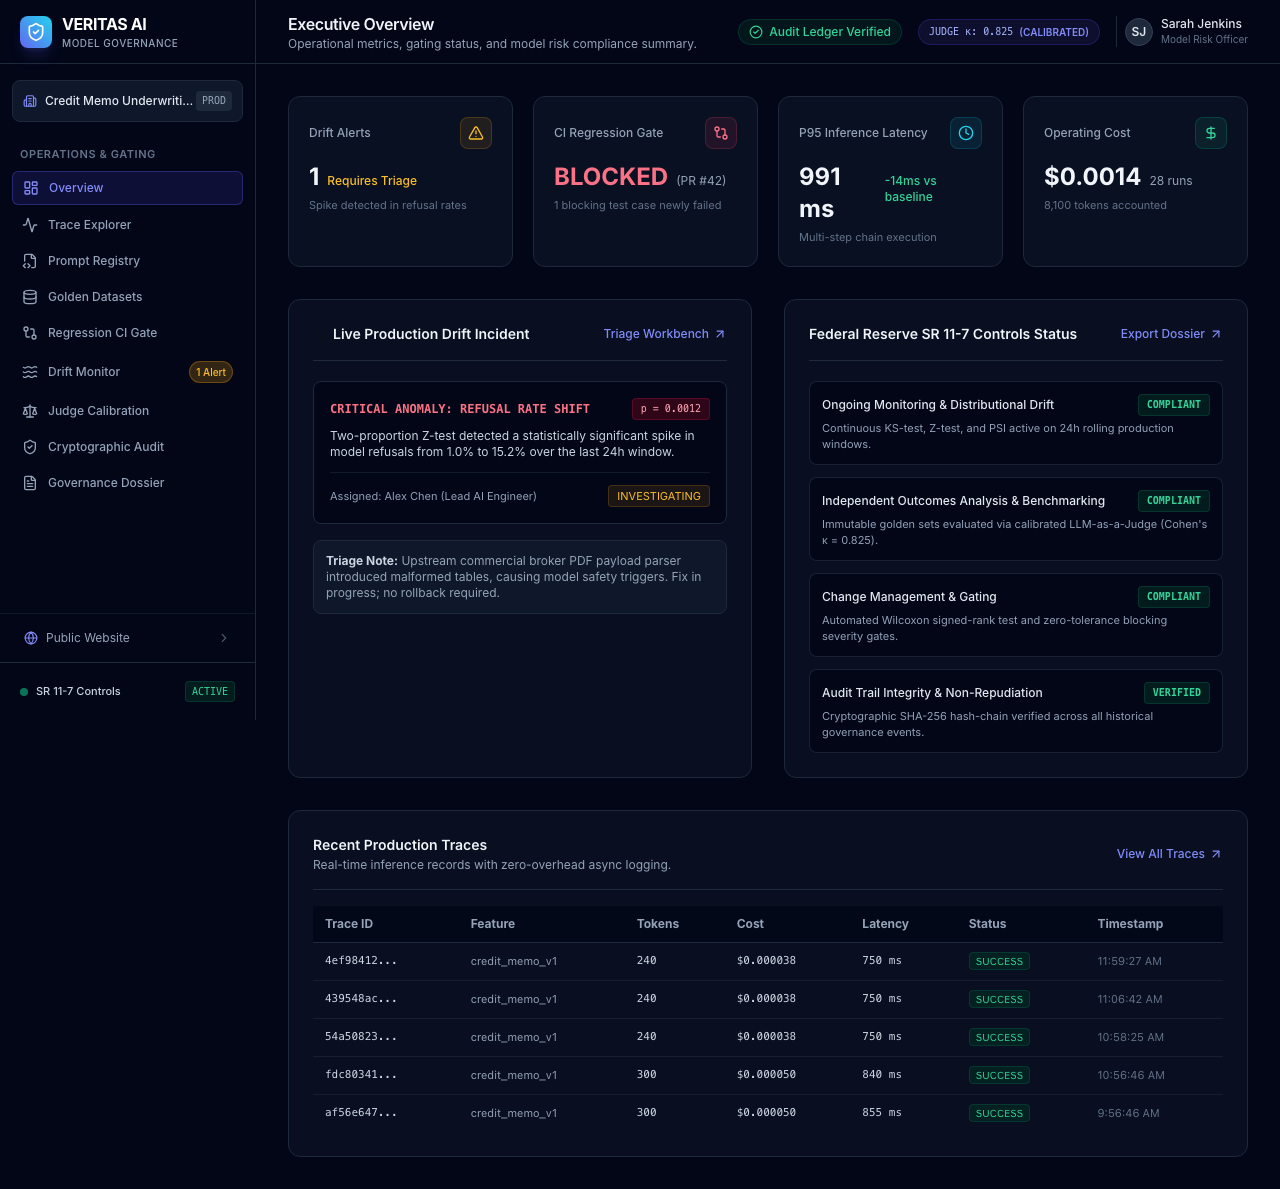 VERITAS AI
MODEL GOVERNANCE
Credit Memo Underwriti... PROD
OPERATIONS & GATING
Overview
Trace Explorer
Prompt Registry
Golden Datasets
Regression CI Gate
Drift Monitor 1 Alert
Judge Calibration
Cryptographic Audit
Governance Dossier
Public Website
SR 11-7 Controls ACTIVE
Executive Overview
Operational metrics, gating status, and model risk compliance summary.
Audit Ledger Verified
JUDGE κ: 0.825 (CALIBRATED)
SJ
Sarah Jenkins
Model Risk Officer
Drift Alerts
1 Requires Triage
Spike detected in refusal rates
CI Regression Gate
BLOCKED (PR #42)
1 blocking test case newly failed
P95 Inference Latency
991 ms
-14ms vs baseline
Multi-step chain execution
Operating Cost
$0.0014 28 runs
8,100 tokens accounted
Live Production Drift Incident
Triage Workbench
CRITICAL ANOMALY: REFUSAL RATE SHIFT p = 0.0012
Two-proportion Z-test detected a statistically significant spike in
model refusals from 1.0% to 15.2% over the last 24h window.
Assigned: Alex Chen (Lead AI Engineer) INVESTIGATING
Triage Note: Upstream commercial broker PDF payload parser
introduced malformed tables, causing model safety triggers. Fix in
progress; no rollback required.
Federal Reserve SR 11-7 Controls Status
Export Dossier
Ongoing Monitoring & Distributional Drift COMPLIANT
Continuous KS-test, Z-test, and PSI active on 24h rolling production
windows.
Independent Outcomes Analysis & Benchmarking COMPLIANT
Immutable golden sets evaluated via calibrated LLM-as-a-Judge (Cohen's
κ = 0.825).
Change Management & Gating COMPLIANT
Automated Wilcoxon signed-rank test and zero-tolerance blocking
severity gates.
Audit Trail Integrity & Non-Repudiation VERIFIED
Cryptographic SHA-256 hash-chain verified across all historical
governance events.
Recent Production Traces
Real-time inference records with zero-overhead async logging.
View All Traces
Trace ID Feature Tokens Cost Latency Status Timestamp
4ef98412... credit_memo_v1 240 $0.000038 750 ms SUCCESS 11:59:27 AM
439548ac... credit_memo_v1 240 $0.000038 750 ms SUCCESS 11:06:42 AM
54a50823... credit_memo_v1 240 $0.000038 750 ms SUCCESS 10:58:25 AM
fdc80341... credit_memo_v1 300 $0.000050 840 ms SUCCESS 10:56:46 AM
af56e647... credit_memo_v1 300 $0.000050 855 ms SUCCESS 9:56:46 AM